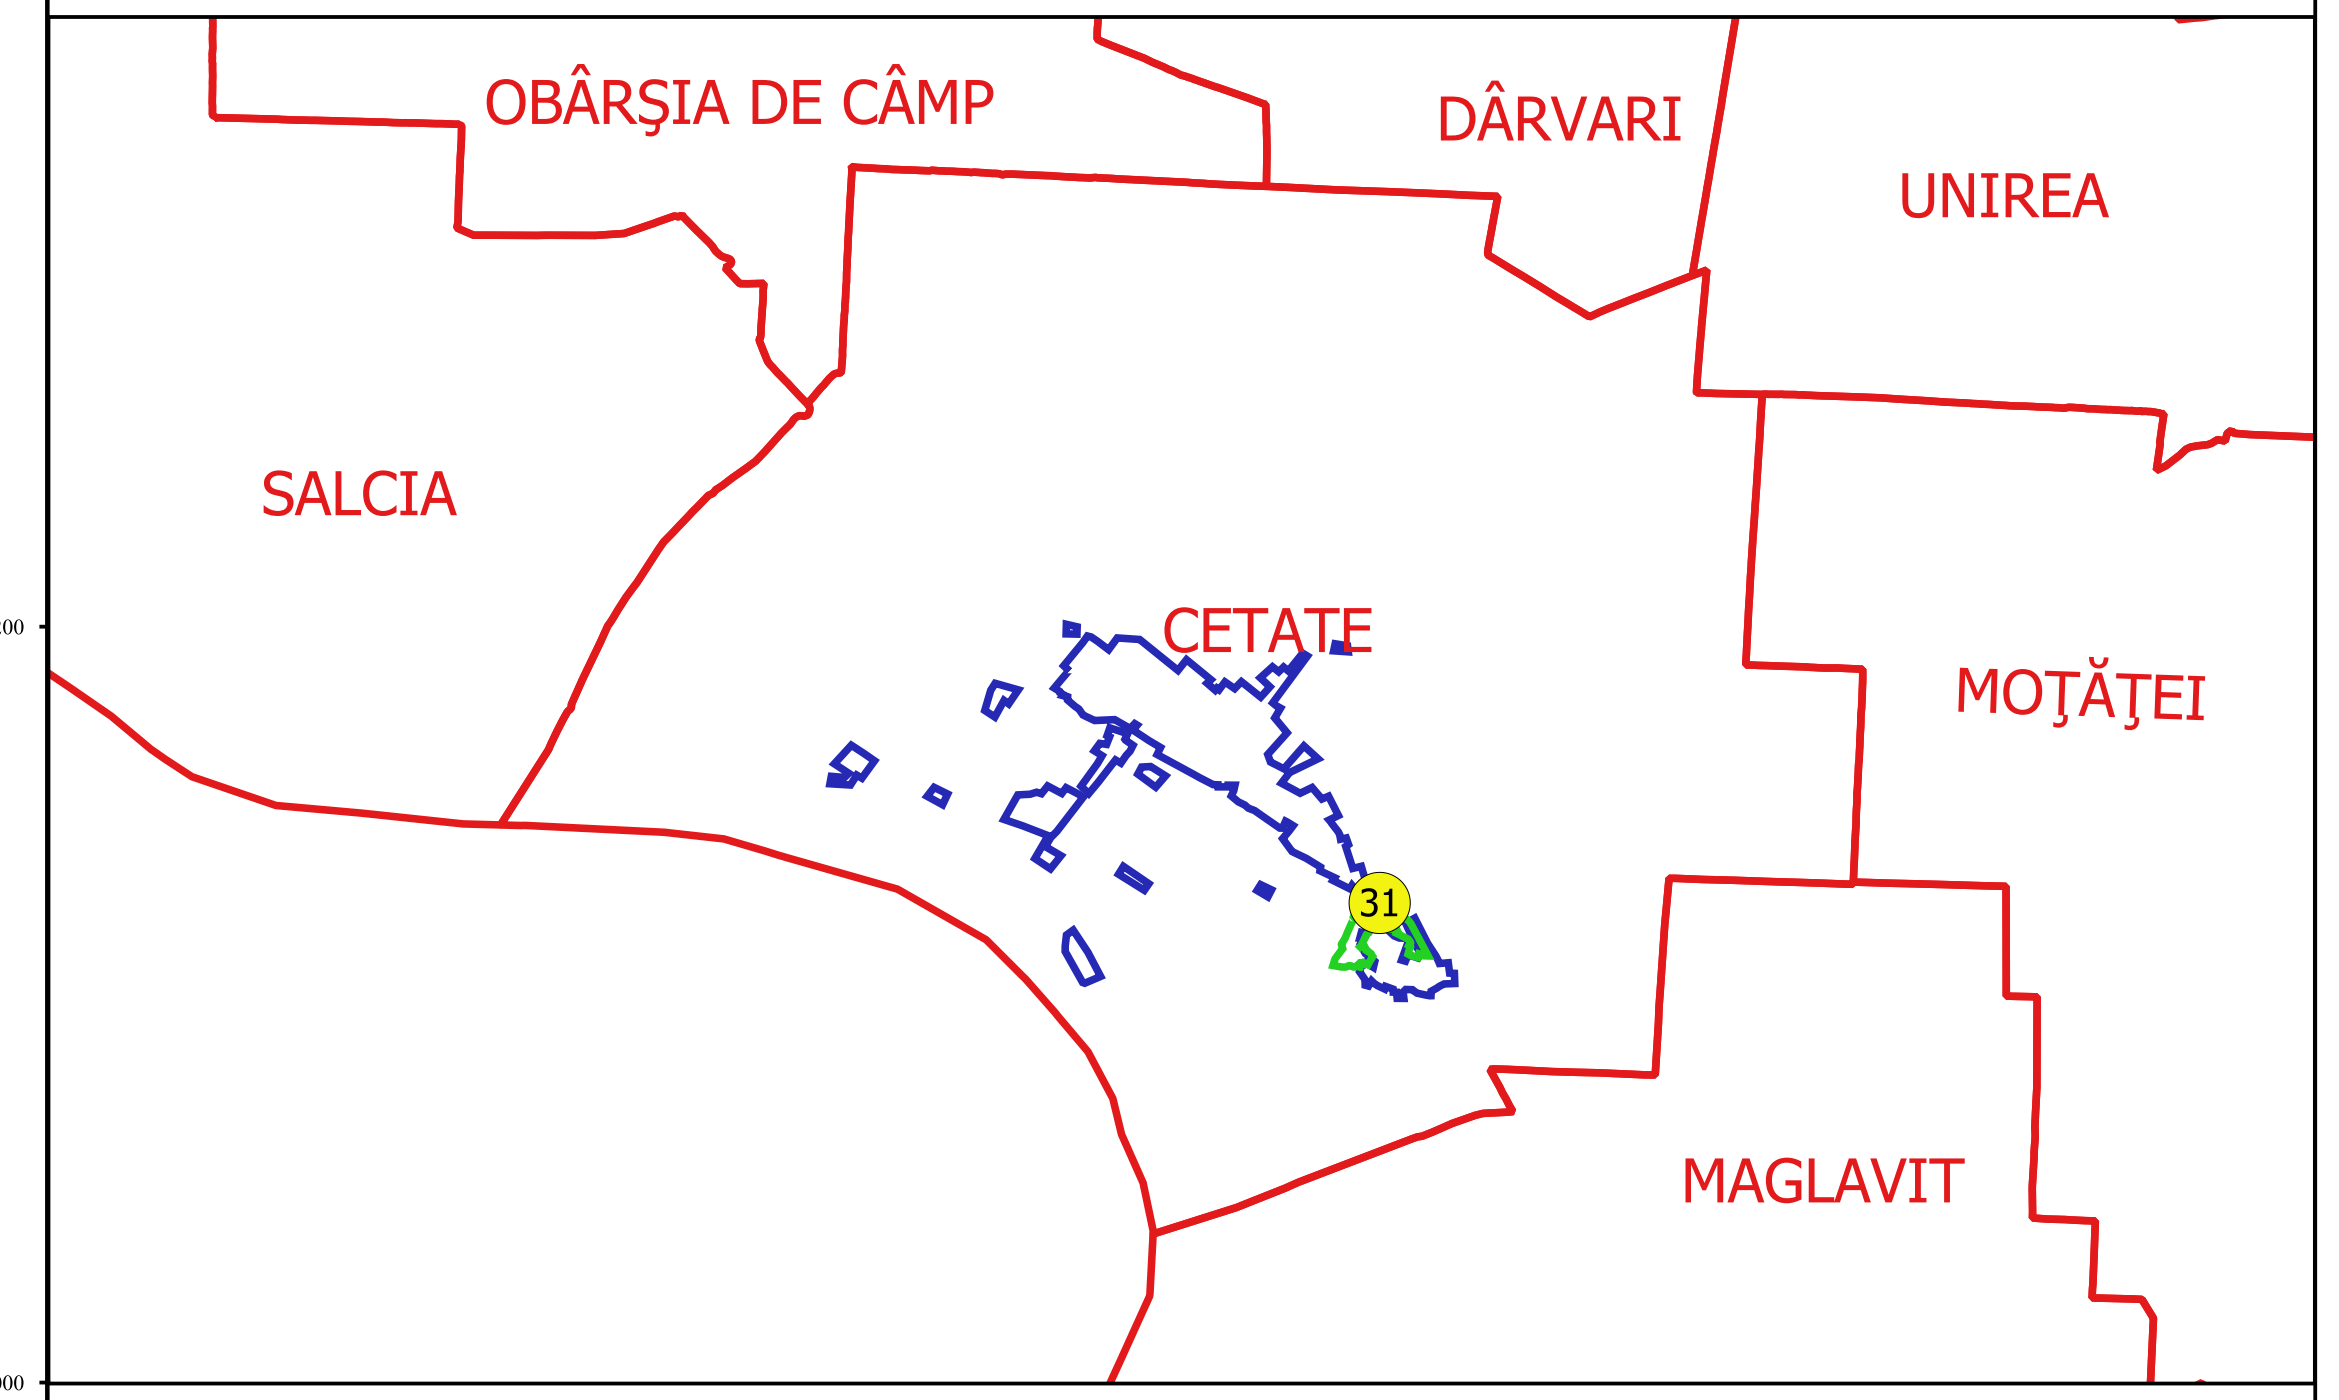 OBÂRŞIA DE CÂMP
DÂRVARI
UNIREA
SALCIA
CETATE
MOŢĂŢEI
31
MAGLAVIT